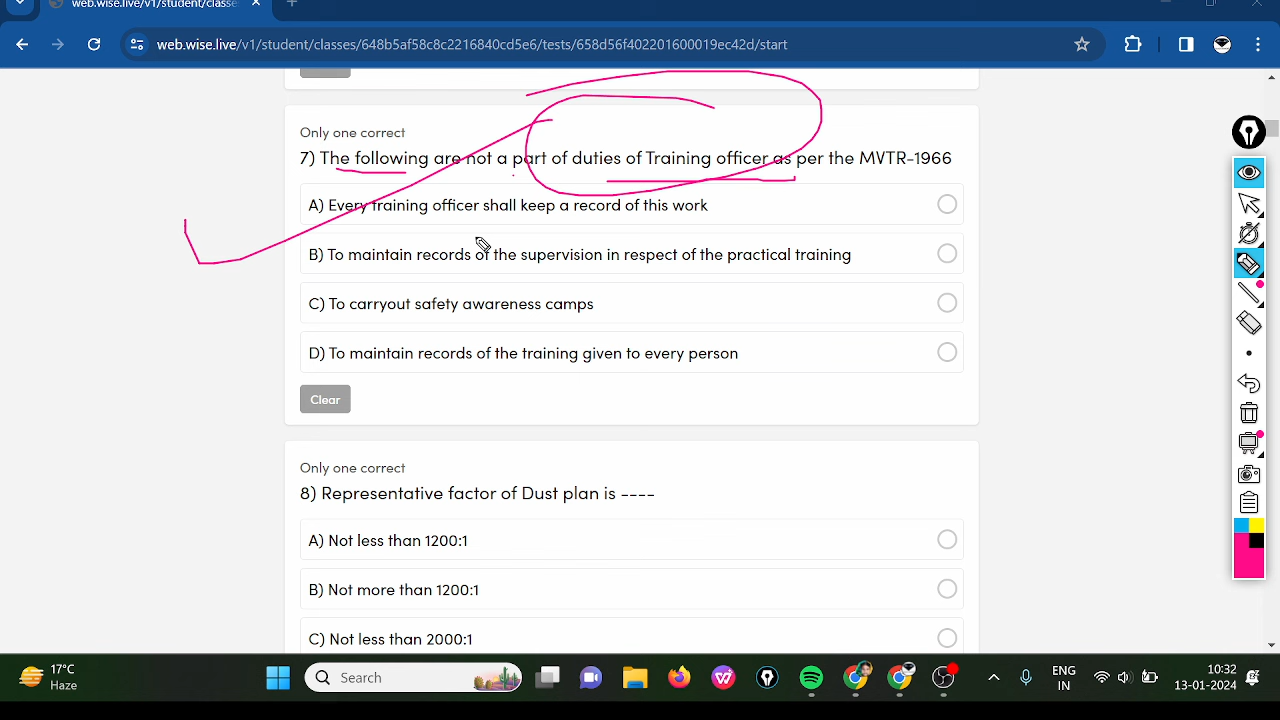 web.wise.live/v1/student/classe
web.wise.live/v1/student/classes/648b5af58c8c2216840cd5e6/tests/658d56f402201600019ec42d/start
Only one correct
7) The following are not a part of duties of Training officer as per the MVTR-1966
A) Every training officer shall keep a record of this work
B) To maintain records of the supervision in respect of the practical training
C) To carryout safety awareness camps
D) To maintain records of the training given to every person
Clear
Only one correct
8) Representative factor of Dust plan is ----
A) Not less than 1200:1
B) Not more than 1200:1
C) Not less than 2000:1
17°C
Haze
Search
ENG
IN
10:32
13-01-2024